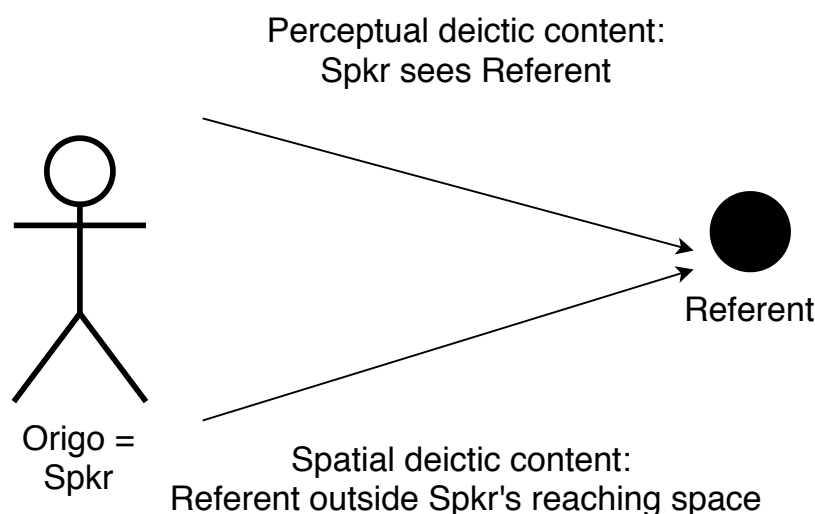 Perceptual deictic content:
Spkr sees Referent
Referent
Origo =
Spkr
Spatial deictic content:
Referent outside Spkr's reaching space